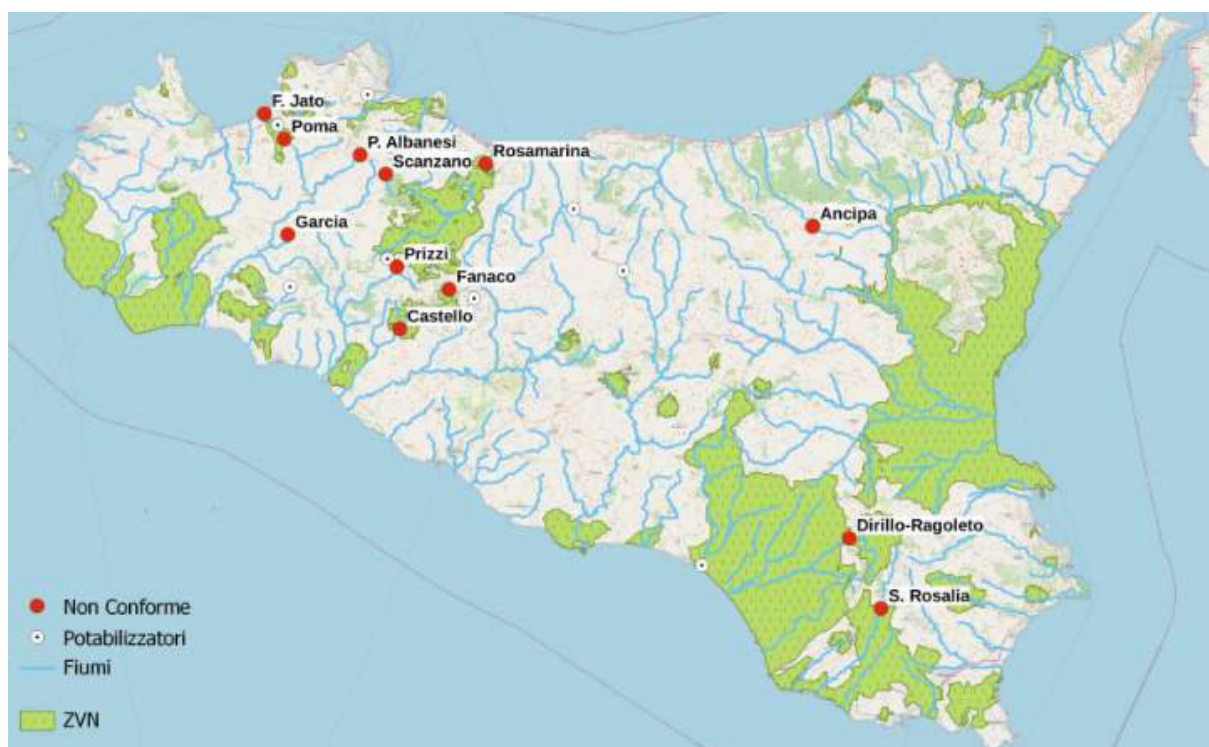 F. Jato
Poma
P. Albanesi
Scanzano
Rosamarina
Garcia
Ancipa
Prizzi
Fanaco
Castello
Dirillo-Ragoleto
S. Rosalia
Non Conforme
Potabilizzatori
Fiumi
ZVN